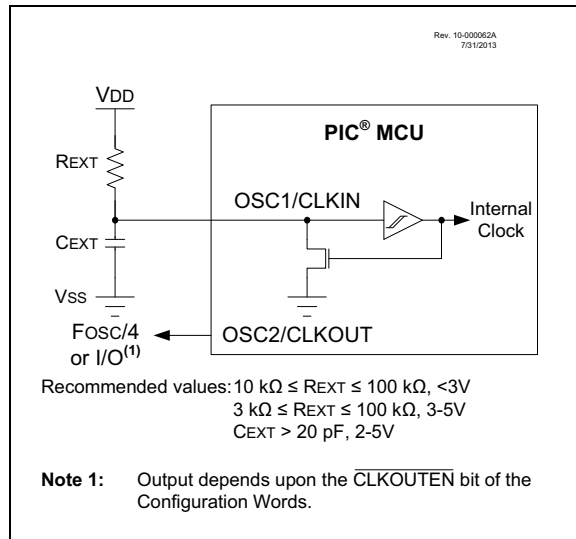 Rev. 10-000062A
7/31/2013
VDD
PIC® MCU
REXT
OSC1/CLKIN
Internal
Clock
CEXT
VSS
FOSC/4
or I/O(1)
OSC2/CLKOUT
Recommended values: 10 kΩ ≤ REXT ≤ 100 kΩ, <3V
3 kΩ ≤ REXT ≤ 100 kΩ, 3-5V
CEXT > 20 pF, 2-5V
Note 1: Output depends upon the CLKOUTEN bit of the
Configuration Words.